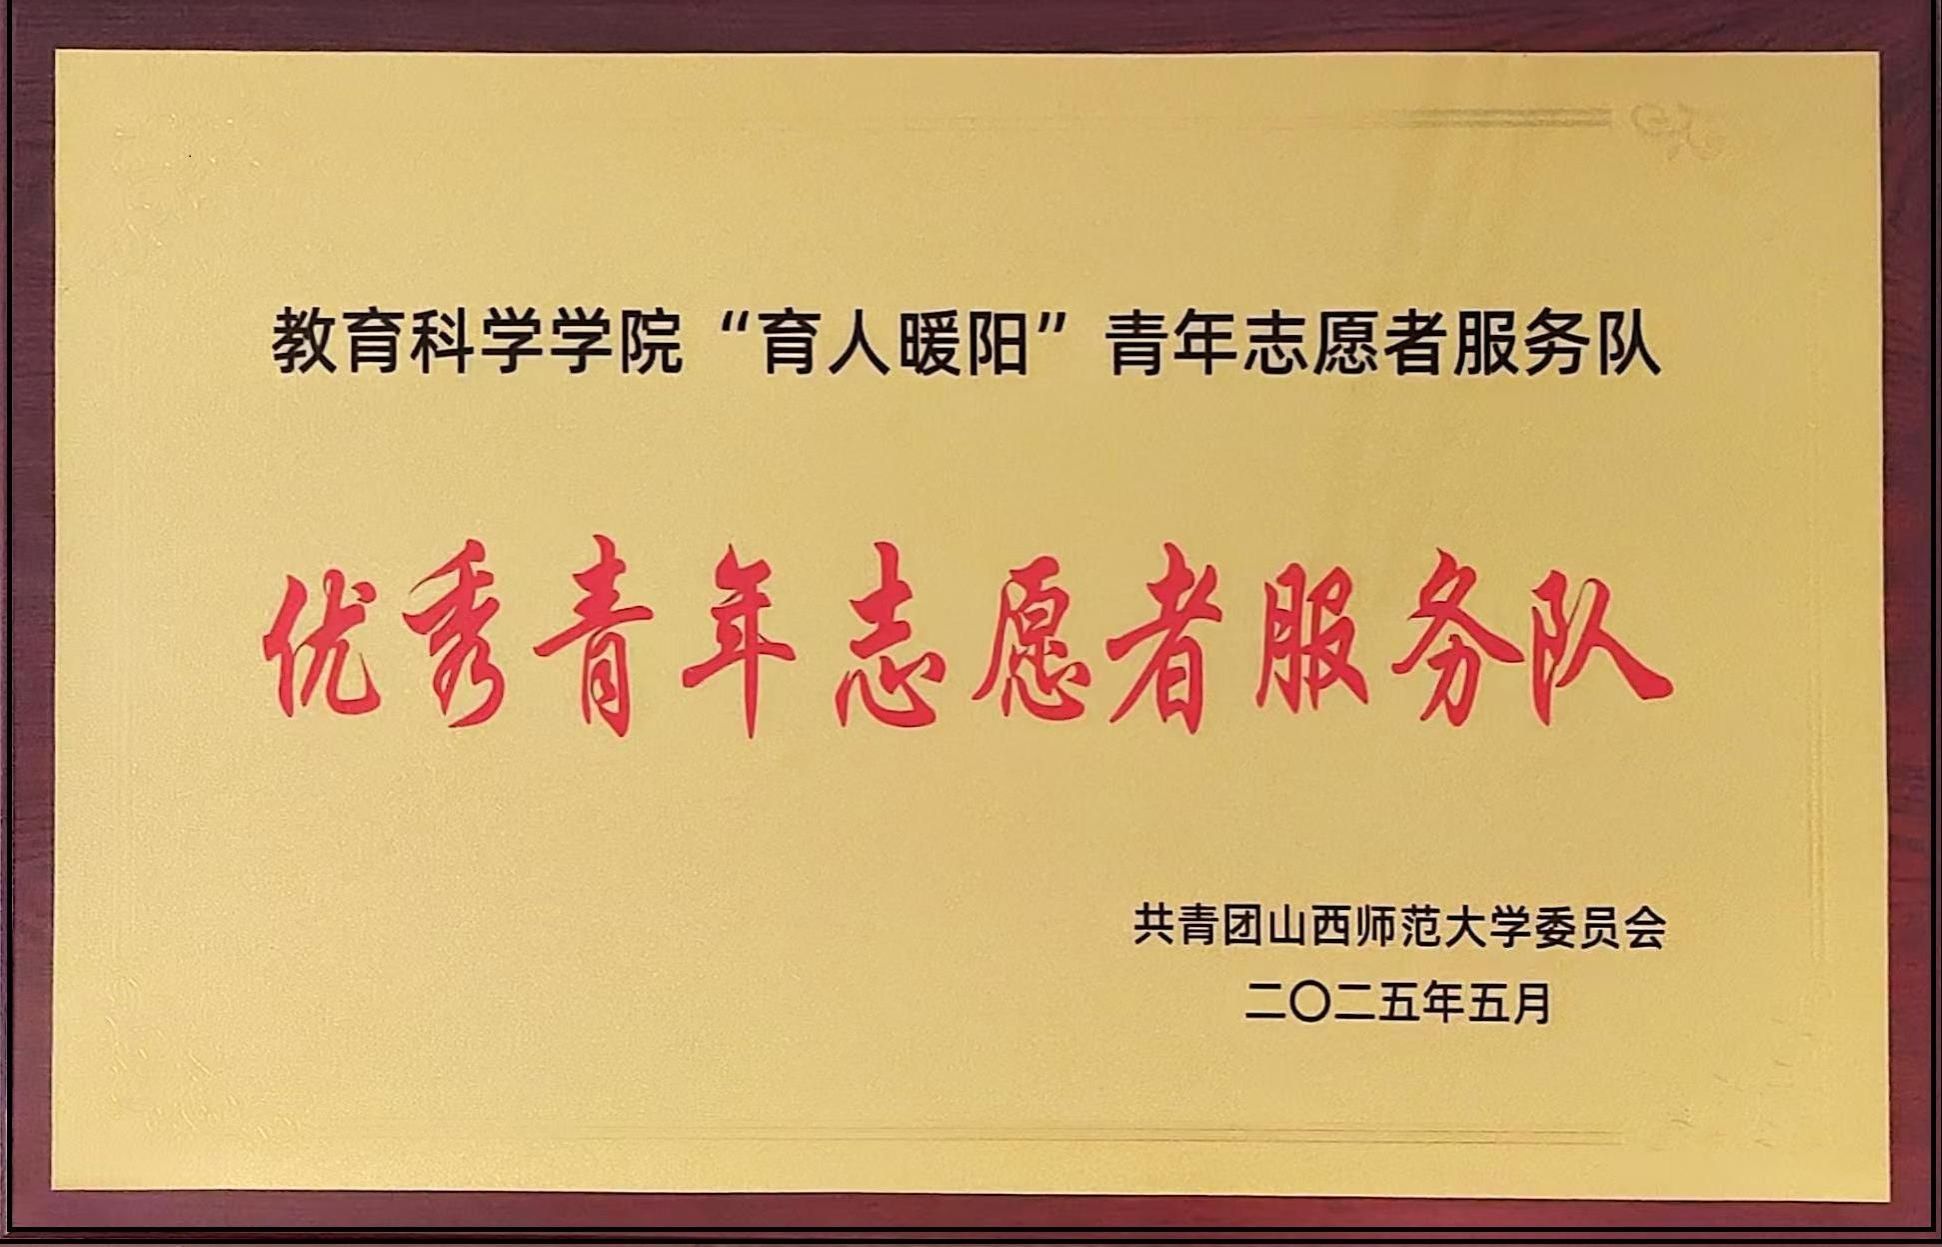 教育科学学院“育人暖阳”青年志愿者服务队
优秀青年志愿者服务队
共青团山西师范大学委员会
二〇二五年五月